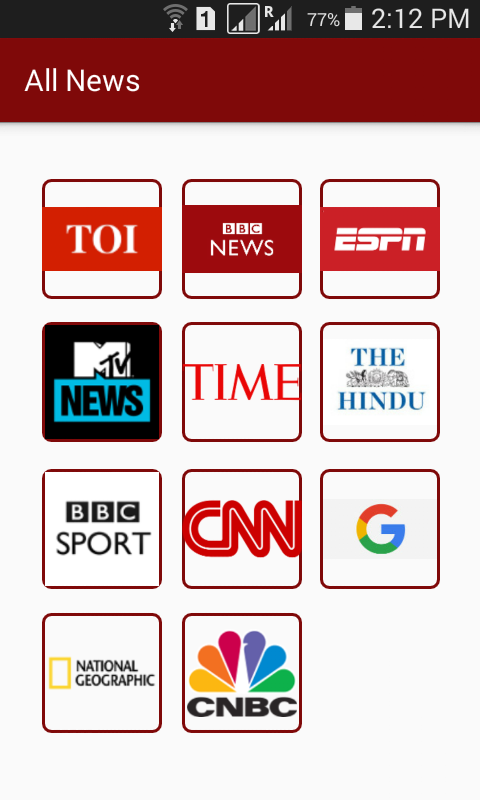 1 R 77% 2:12 PM
All News
TOI
BBC
NEWS
ESPN
MTV
NEWS
TIME
THE
HINDU
BBC
SPORT
CNN
G
NATIONAL
GEOGRAPHIC
CNBC